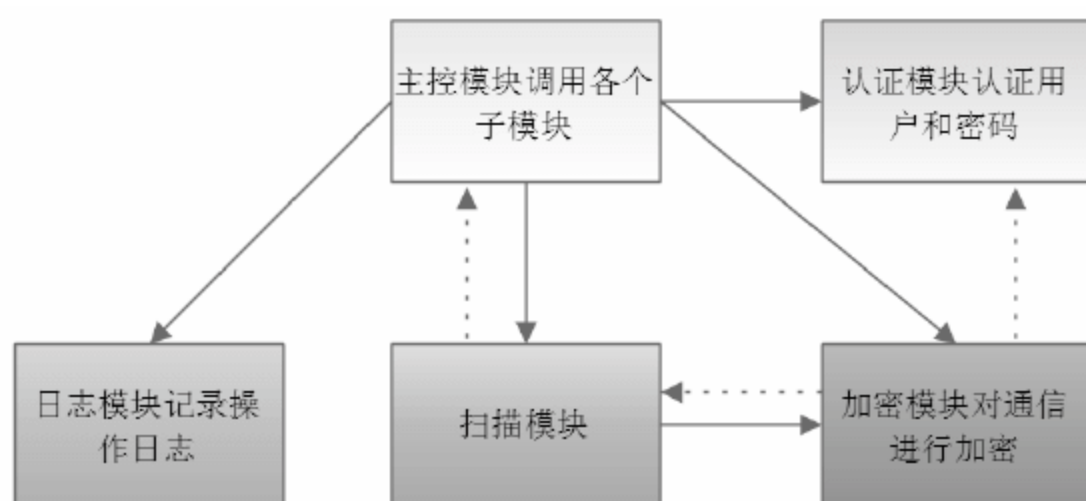 主控模块调用各个
子模块
认证模块认证用
户和密码
日志模块记录操
作日志
扫描模块
加密模块对通信
进行加密